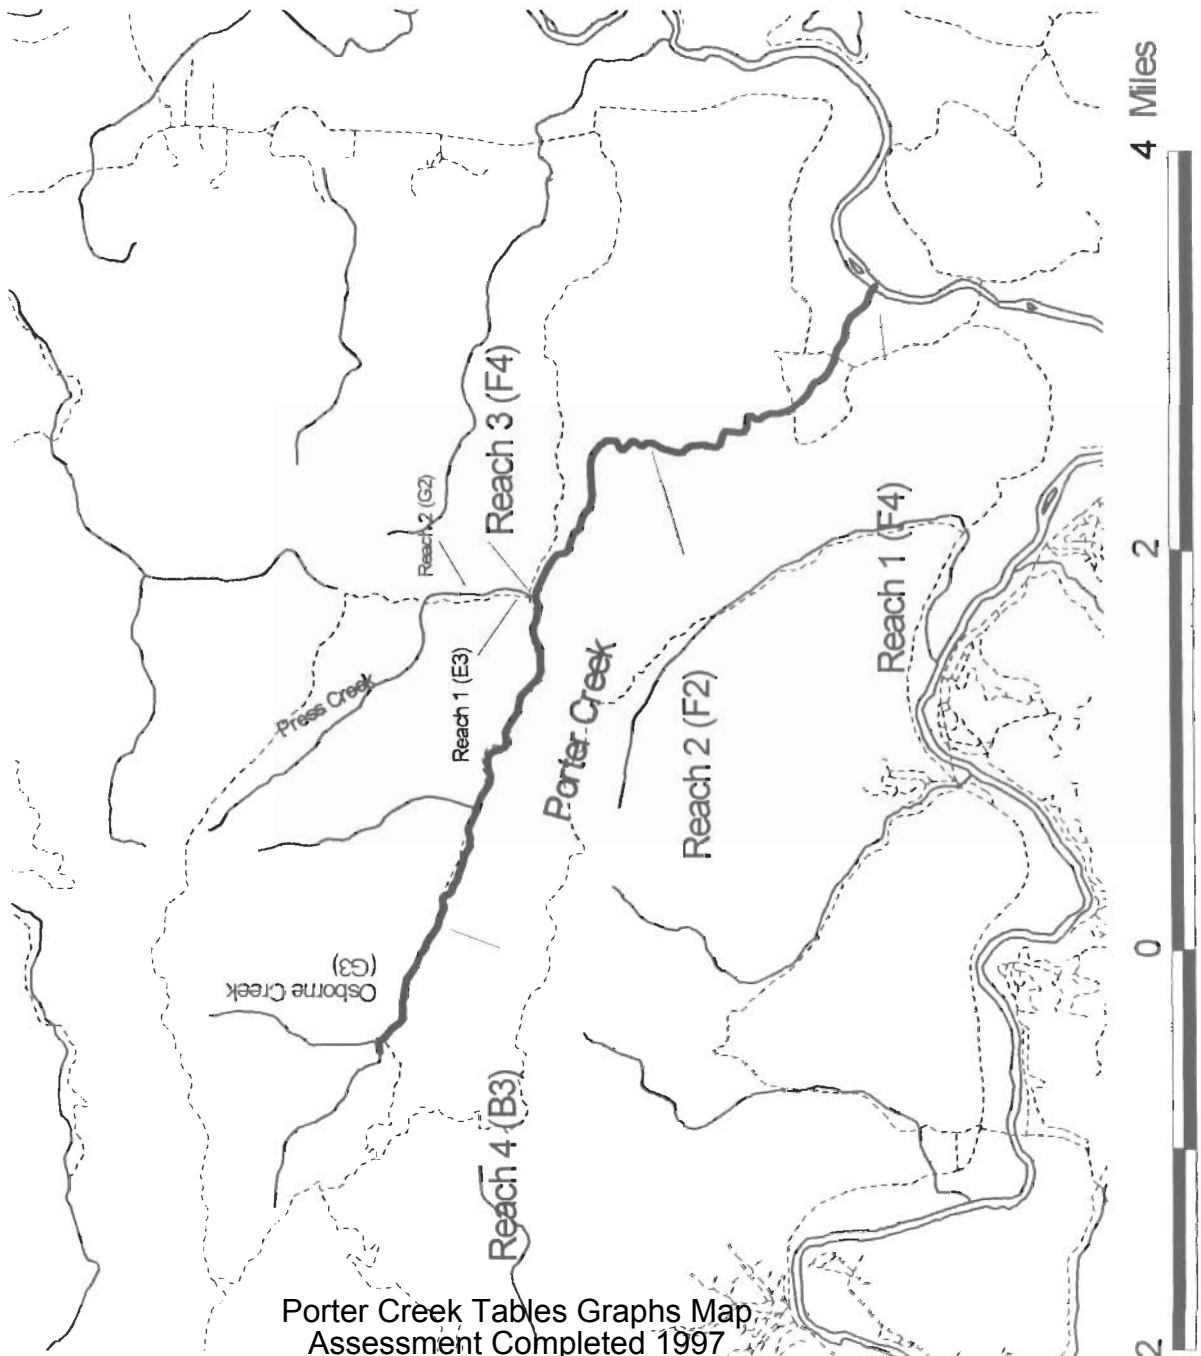 Reach 3 (F4)
Reach 2 (G2)
Press Creek
Reach 1 (E3)
Porter Creek
Reach 1 (F4)
Reach 2 (F2)
Osborne Creek
(G3)
Reach 4 (B3)
2
0
2
4 Miles
Porter Creek Tables Graphs Map
Assessment Completed 1997